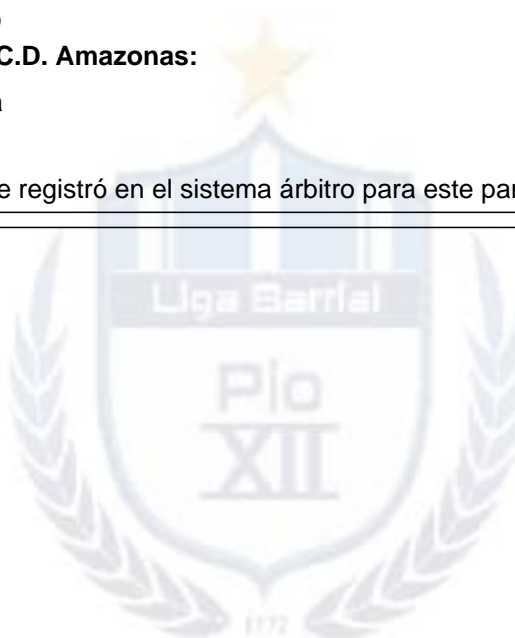 C.D. Amazonas:
a
e registró en el sistema árbitro para este par
Liga Barrial
Pio
XII